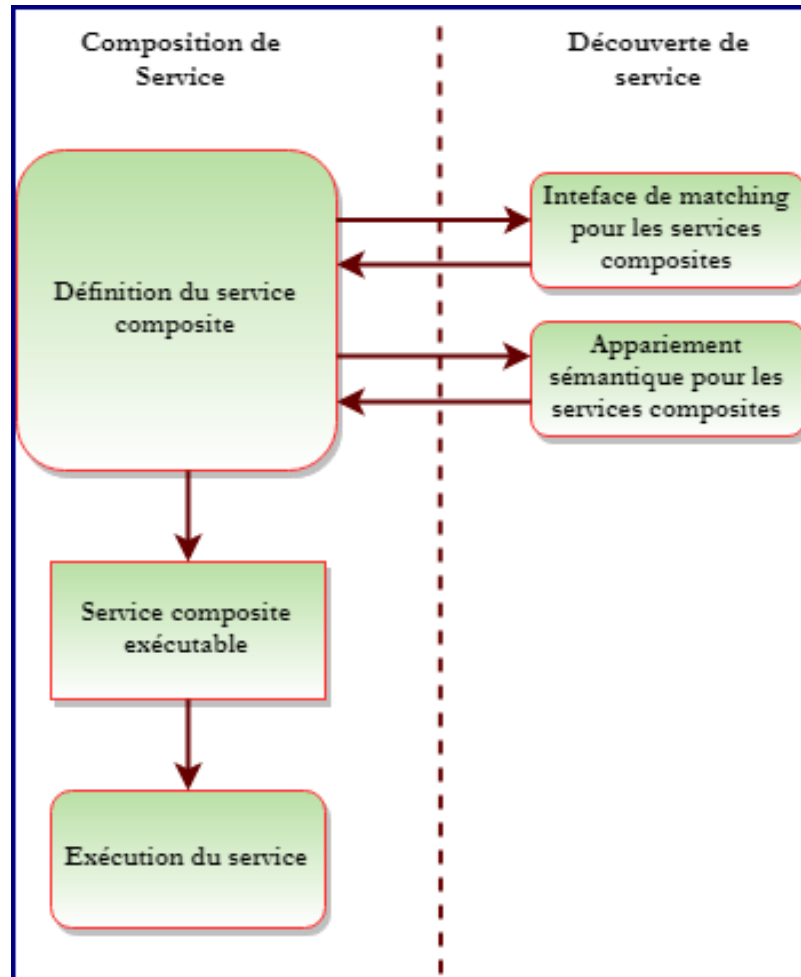 Composition de
Service
Découverte de
service
Définition du service
composite
Inteface de matching
pour les services
composites
Appariement
sémantique pour les
services composites
Service composite
exécutable
Exécution du service